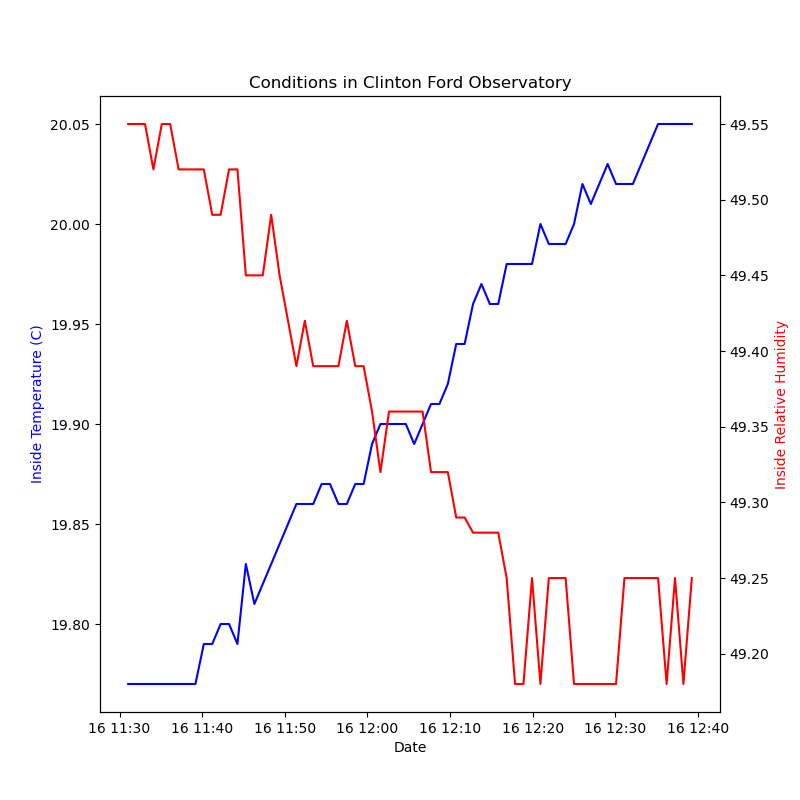 Conditions in Clinton Ford Observatory
20.05
20.00
19.95
19.90
19.85
19.80
Inside Temperature (C)
49.55
49.50
49.45
49.40
49.35
49.30
49.25
49.20
Inside Relative Humidity
16 11:30 16 11:40 16 11:50 16 12:00 16 12:10 16 12:20 16 12:30 16 12:40
Date